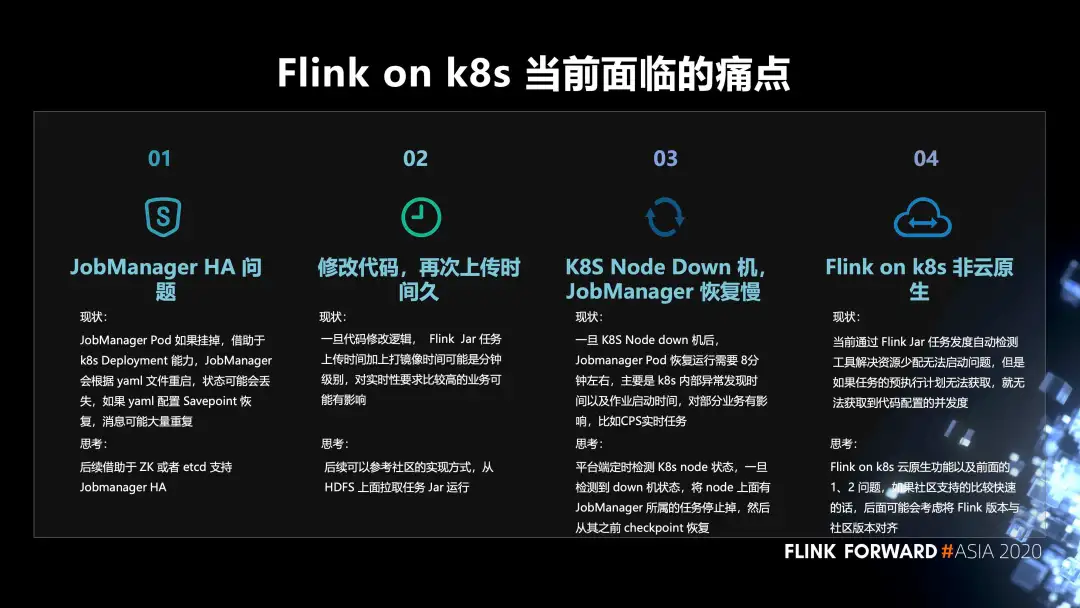 Flink on k8s 当前面临的痛点
01
JobManager HA 问
题
现状：
JobManager Pod 如果挂掉，借助于
k8s Deployment 能力，JobManager
会根据 yaml 文件重启，状态可能会丢
失，如果 yaml 配置 Savepoint 恢
复，消息可能大量重复
思考：
后续借助于 ZK 或者 etcd 支持
Jobmanager HA
02
修改代码，再次上传时
间久
现状：
一旦代码修改逻辑， Flink Jar 任务
上传时间加上打镜像时间可能是分钟
级别，对实时性要求比较高的业务可
能有影响
思考：
后续可以参考社区的实现方式，从
HDFS 上面拉取任务 Jar 运行
03
K8S Node Down 机，
JobManager 恢复慢
现状：
一旦 K8S Node down 机后，
Jobmanager Pod 恢复运行需要 8分
钟左右，主要是 k8s 内部异常发现时
间以及作业启动时间，对部分业务有影
响，比如CPS实时任务
思考：
平台端定时检测 K8s node 状态，一旦
检测到 down 机状态，将 node 上面有
JobManager 所属的任务停止掉，然后
从其之前 checkpoint 恢复
04
Flink on k8s 非云原
生
现状：
当前通过 Flink Jar 任务发度自动检测
工具解决资源少配无法启动问题，但是
如果任务的预执行计划无法获取，就无
法获取到代码配置的并发度
思考：
Flink on k8s 云原生功能以及前面的
1、2 问题，如果社区支持的比较快速
的话，后面可能会考虑将 Flink 版本与
社区版本对齐
FLINK FORWARD #ASIA 2020